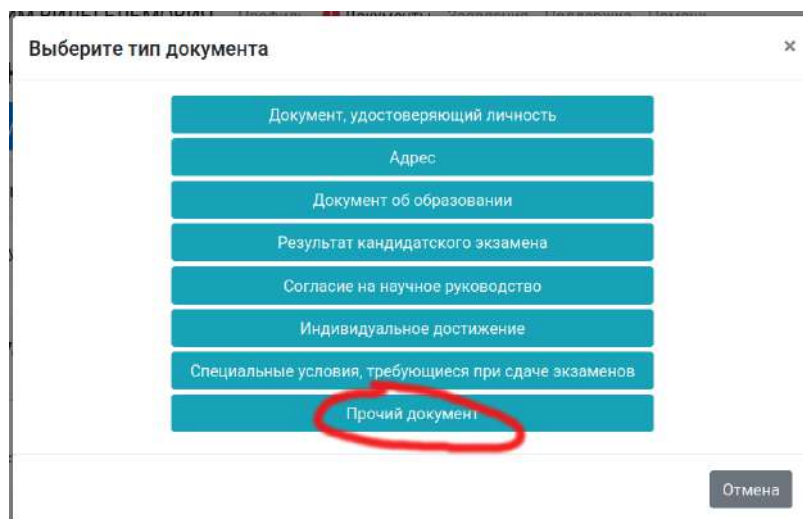 Выберите тип документа
×
Документ, удостоверяющий личность
Адрес
Документ об образовании
Результат кандидатского экзамена
Согласие на научное руководство
Индивидуальное достижение
Специальные условия, требующиеся при сдаче экзаменов
Прочий документ
Отмена